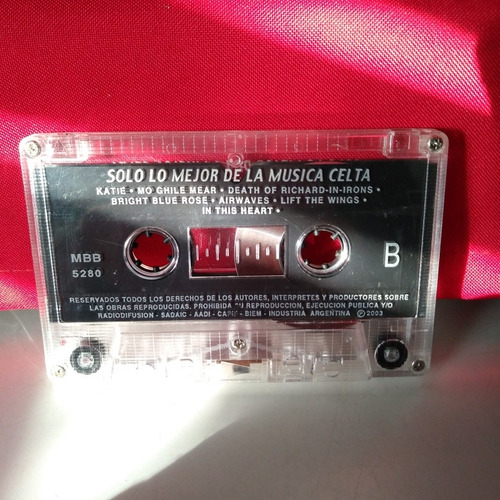 SOLO LO MEJOR DE LA MUSICA CELTA
KATIE • MO GHILE MEAR • DEATH OF RICHARD-IN-IRONS •
BRIGHT BLUE ROSE • AIRWAVES • LIFT THE WINGS •
IN THIS HEART •
MBB
5280
B
RESERVADOS TODOS LOS DERECHOS DE LOS AUTORES, INTERPRETES Y PRODUCTORES SOBRE
LAS OBRAS REPRODUCIDAS. PROHIBIDA REPRODUCCION, EJECUCION PUBLICA Y/O
RADIODIFUSION - SADAIC - AADI - CAPIF - BIEM - INDUSTRIA ARGENTINA ℗ 2003